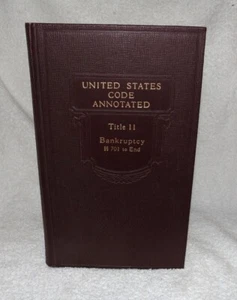 UNITED STATES
CODE
ANNOTATED
Title 11
Bankruptcy
§§ 701 to End